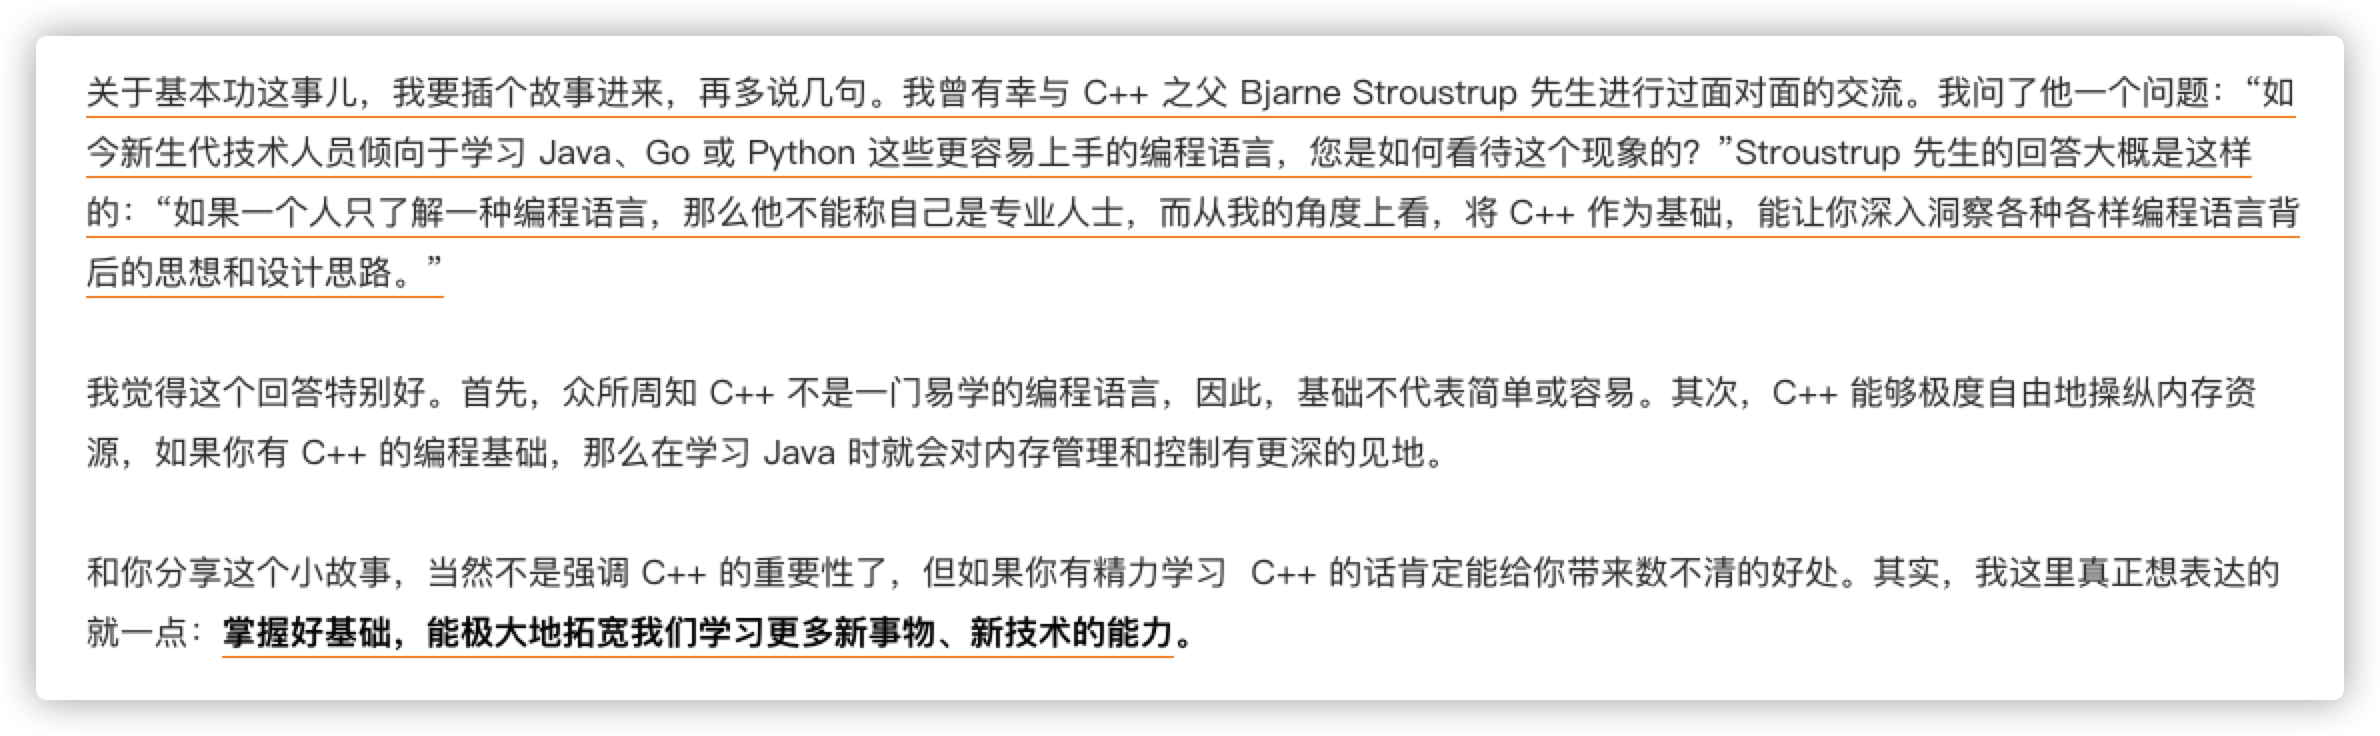 关于基本功这事儿，我要插个故事进来，再多说几句。我曾有幸与 C++ 之父 Bjarne Stroustrup 先生进行过面对面的交流。我问了他一个问题：“如
今新生代技术人员倾向于学习 Java、Go 或 Python 这些更容易上手的编程语言，您是如何看待这个现象的？”Stroustrup 先生的回答大概是这样
的：“如果一个人只了解一种编程语言，那么他不能称自己是专业人士，而从我的角度上看，将 C++ 作为基础，能让你深入洞察各种各样编程语言背
后的思想和设计思路。”
我觉得这个回答特别好。首先，众所周知 C++ 不是一门易学的编程语言，因此，基础不代表简单或容易。其次，C++ 能够极度自由地操纵内存资
源，如果你有 C++ 的编程基础，那么在学习 Java 时就会对内存管理和控制有更深的见地。
和你分享这个小故事，当然不是强调 C++ 的重要性了，但如果你有精力学习  C++ 的话肯定能给你带来数不清的好处。其实，我这里真正想表达的
就一点：掌握好基础，能极大地拓宽我们学习更多新事物、新技术的能力。